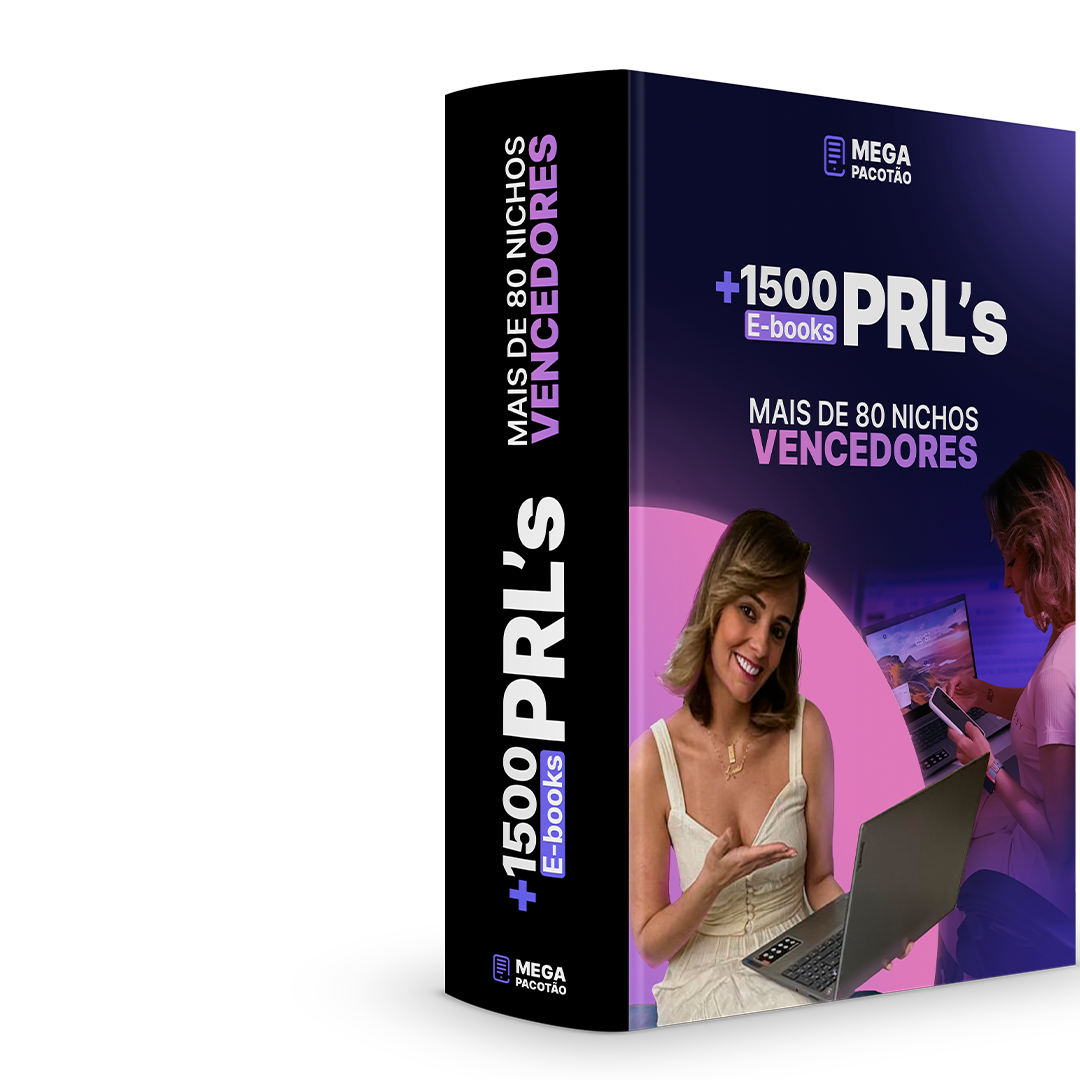 MAIS DE 80 NICHOS
VENCEDORES
+1500
E-books
PRL's
MEGA
PACOTÃO
MEGA
PACOTÃO
+1500
E-books
PRL's
MAIS DE 80 NICHOS
VENCEDORES